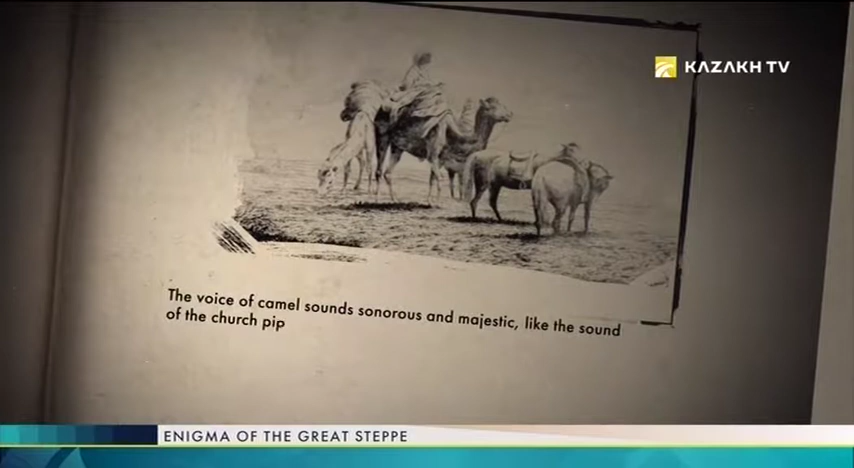 KAZAKH TV
The voice of camel sounds sonorous and majestic, like the sound
of the church pip
ENIGMA OF THE GREAT STEPPE